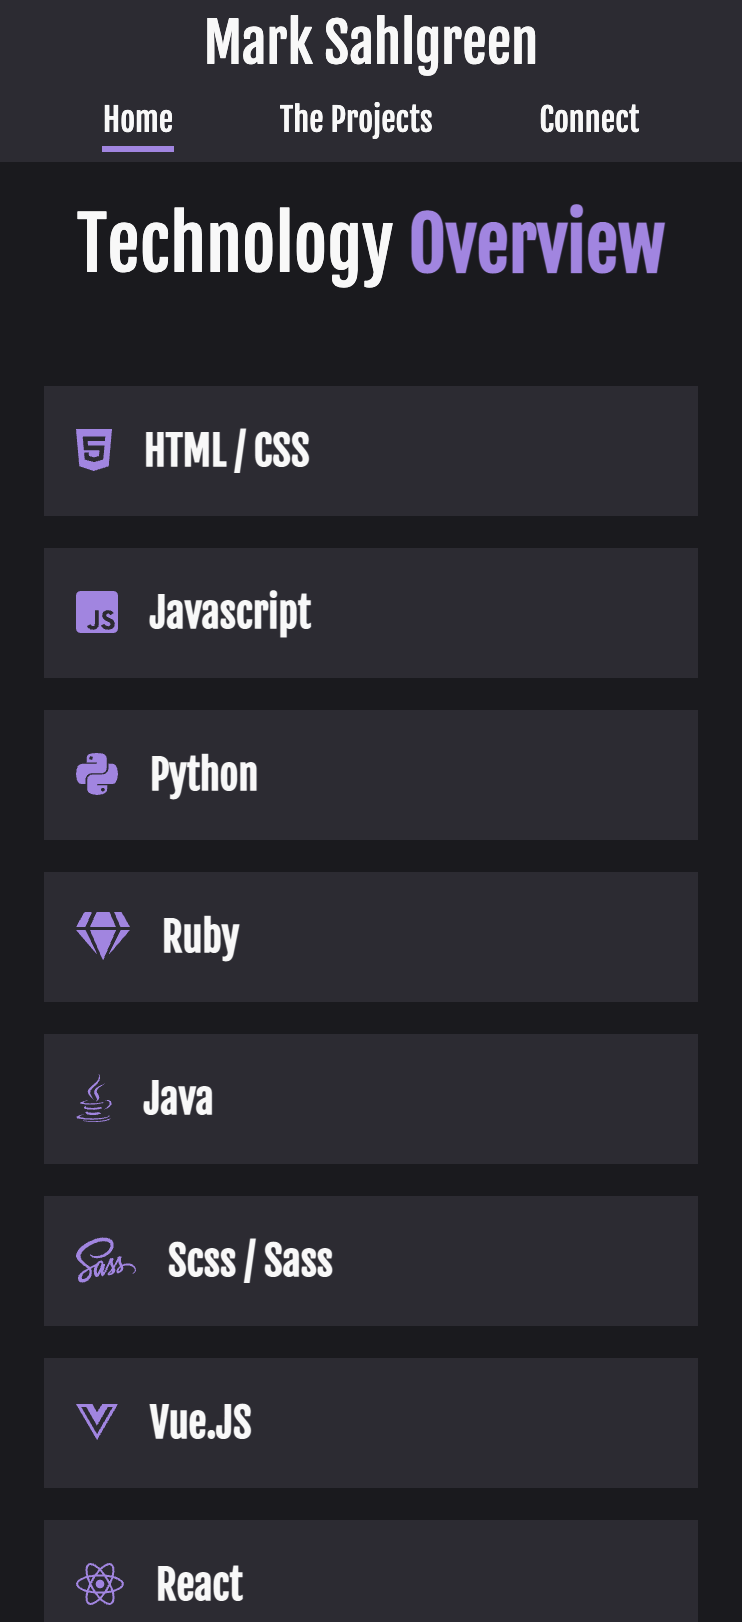 Mark Sahlgreen
Home The Projects Connect
Technology Overview
HTML / CSS
JS Javascript
Python
Ruby
Java
Sass Scss / Sass
Vue.JS
React